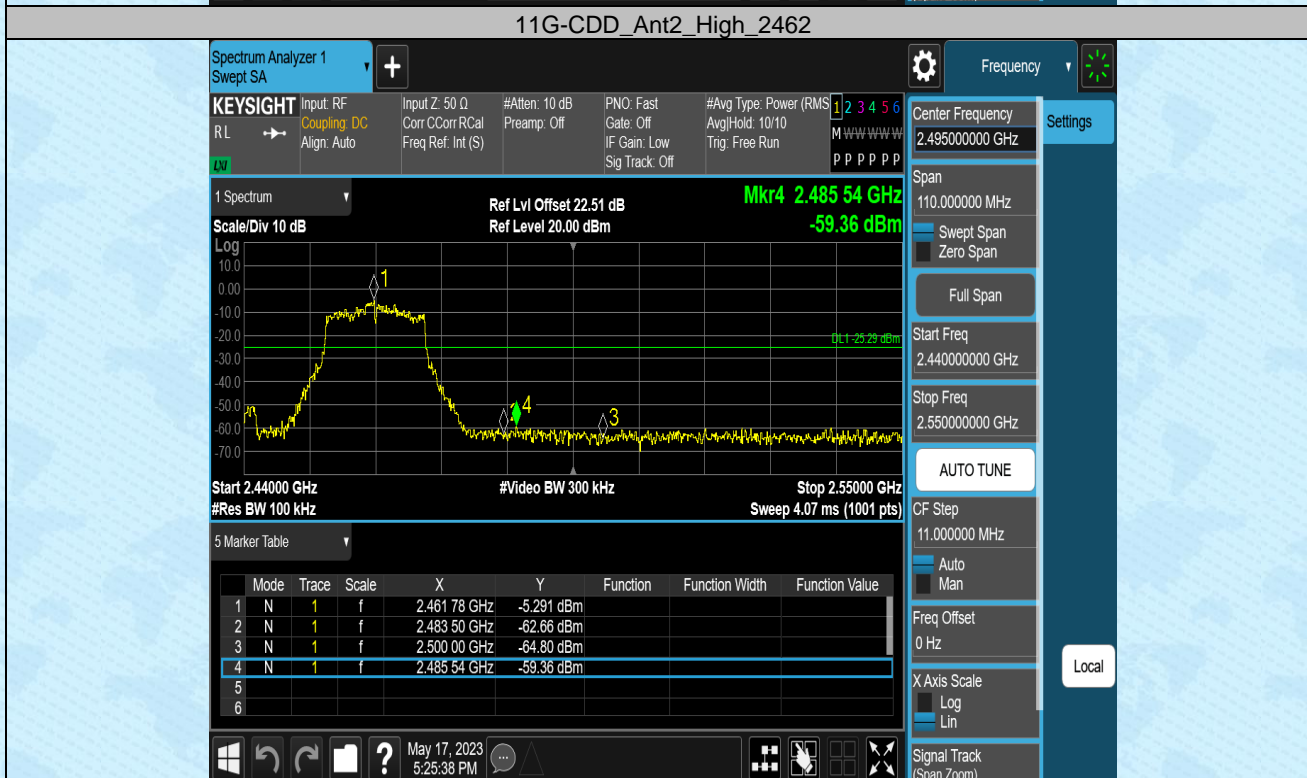 11G-CDD_Ant2_High_2462
Spectrum Analyzer 1
Swept SA
+
Frequency
KEYSIGHT
RL
LXI
Input: RF
Coupling: DC
Align: Auto
Input Z: 50 Ω
Corr CCorr RCal
Freq Ref: Int (S)
#Atten: 10 dB
Preamp: Off
PNO: Fast
Gate: Off
IF Gain: Low
Sig Track: Off
#Avg Type: Power (RMS
Avg|Hold: 10/10
Trig: Free Run
1 2 3 4 5 6
M W W W W W
P P P P P P
1 Spectrum
Scale/Div 10 dB
Ref Lvl Offset 22.51 dB
Ref Level 20.00 dBm
Mkr4 2.485 54 GHz
-59.36 dBm
Log
10.0
0.00
-10.0
-20.0
-30.0
-40.0
-50.0
-60.0
-70.0
1
4
3
DL1 -25.29 dBm
Start 2.44000 GHz
#Video BW 300 kHz
Stop 2.55000 GHz
#Res BW 100 kHz
Sweep 4.07 ms (1001 pts)
5 Marker Table
Mode Trace Scale X Y Function Function Width Function Value
1 N 1 f 2.461 78 GHz -5.291 dBm
2 N 1 f 2.483 50 GHz -62.66 dBm
3 N 1 f 2.500 00 GHz -64.80 dBm
4 N 1 f 2.485 54 GHz -59.36 dBm
5
6
?
May 17, 2023
5:25:38 PM
Center Frequency
2.495000000 GHz
Settings
Span
110.000000 MHz
Swept Span
Zero Span
Full Span
Start Freq
2.440000000 GHz
Stop Freq
2.550000000 GHz
AUTO TUNE
CF Step
11.000000 MHz
Auto
Man
Freq Offset
0 Hz
X Axis Scale
Log
Lin
Local
Signal Track
(Span Zoom)